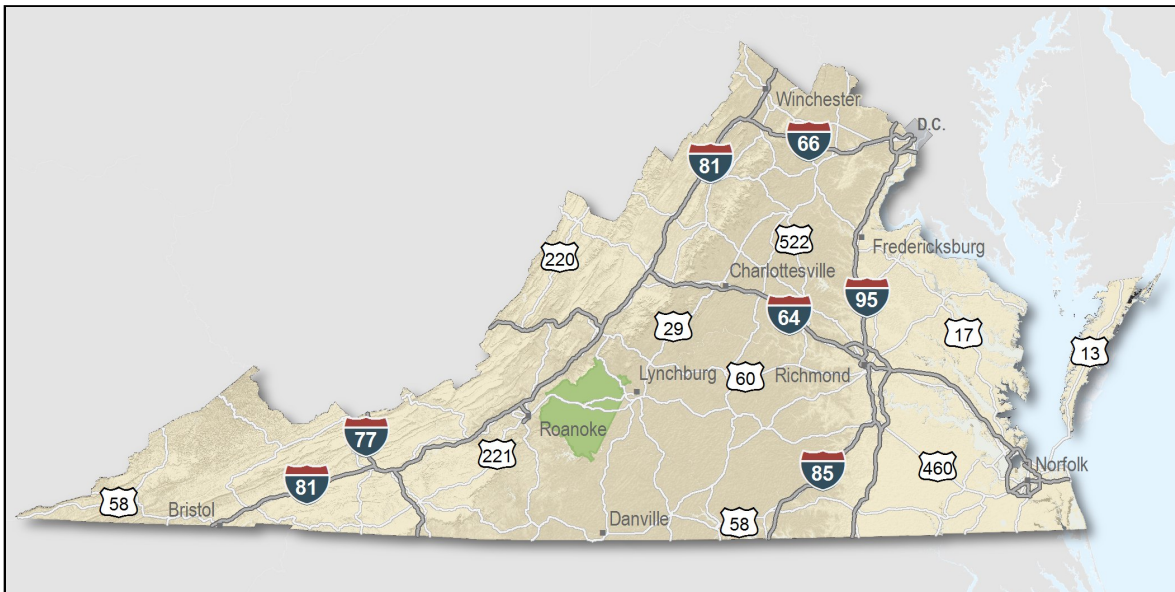 Winchester
D.C.
66
81
522
220
Fredericksburg
Charlottesville
95
64
29
17
13
60
Richmond
Lynchburg
Roanoke
77
221
460
85
Norfolk
81
58
Bristol
Danville
58